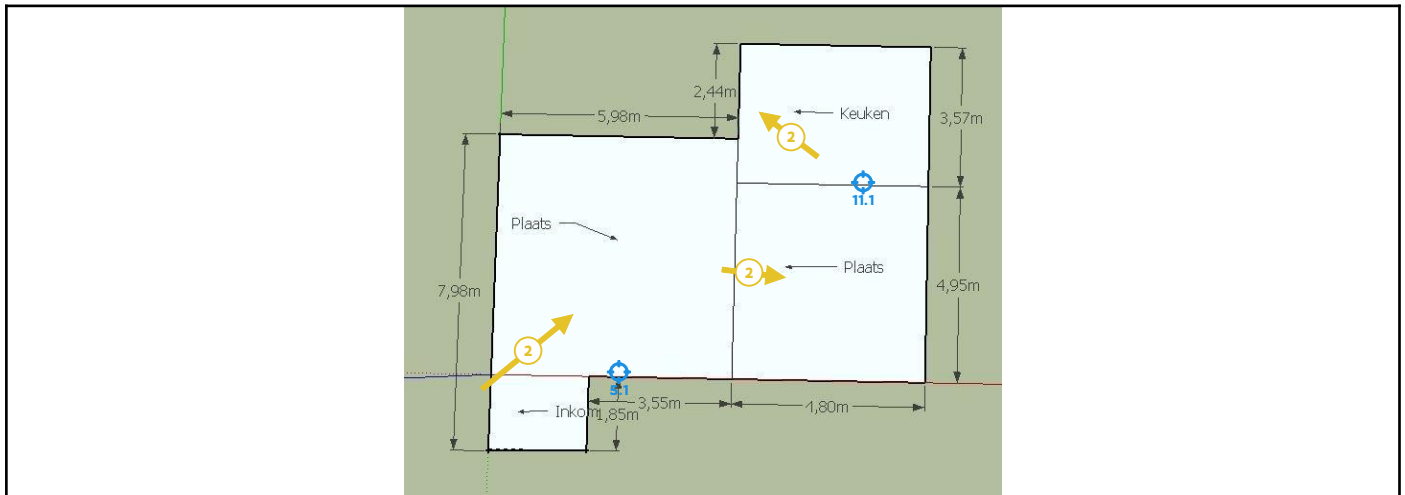 2,44m
5,98m
Keuken
3,57m
2
11.1
Plaats
2
Plaats
7,98m
4,95m
2
5.1
3,55m
4,80m
Inkom
1,85m